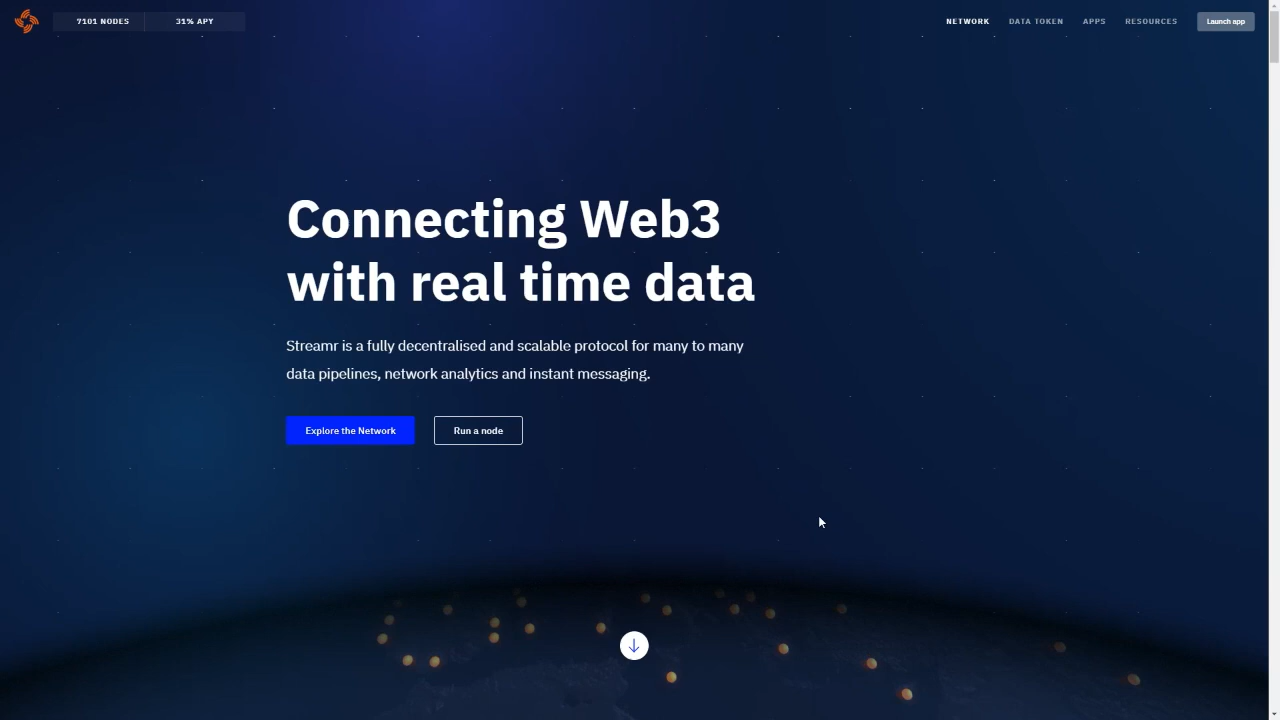 7101 NODES
31% APY
NETWORK
DATA TOKEN
APPS
RESOURCES
Launch app
Connecting Web3
with real time data
Streamr is a fully decentralised and scalable protocol for many to many
data pipelines, network analytics and instant messaging.
Explore the Network
Run a node